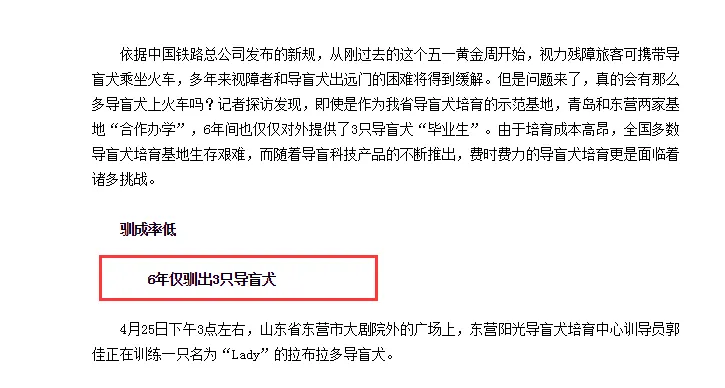 依据中国铁路总公司发布的新规，从刚过去的这个五一黄金周开始，视力残障旅客可携带导
盲犬乘坐火车，多年来视障者和导盲犬出远门的困难将得到缓解。但是问题来了，真的会有那么
多导盲犬上火车吗？记者探访发现，即使是作为我省导盲犬培育的示范基地，青岛和东营两家基
地“合作办学”，6年间也仅仅对外提供了3只导盲犬“毕业生”。由于培育成本高昂，全国多数
导盲犬培育基地生存艰难，而随着导盲科技产品的不断推出，费时费力的导盲犬培育更是面临着
诸多挑战。
驯成率低
6年仅驯出3只导盲犬
4月25日下午3点左右，山东省东营市大剧院外的广场上，东营阳光导盲犬培育中心训导员郭
佳正在训练一只名为“Lady”的拉布拉多导盲犬。